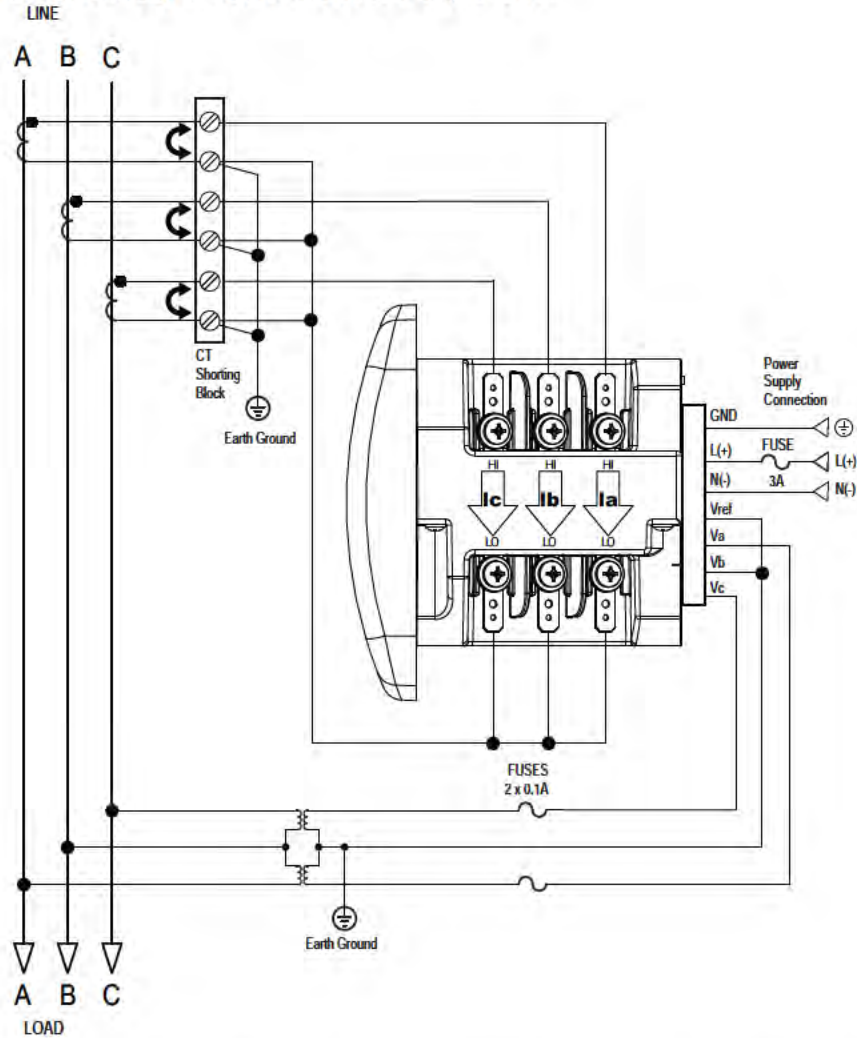 LINE
A B C
CT
Shorting
Block
Earth Ground
Power
Supply
Connection
GND
L(+)
FUSE
L(+)
N(-)
3A
N(-)
Vref
Va
Vb
Vc
HI HI HI
Ic Ib Ia
LO LO LO
FUSES
2 x 0.1A
Earth Ground
A B C
LOAD